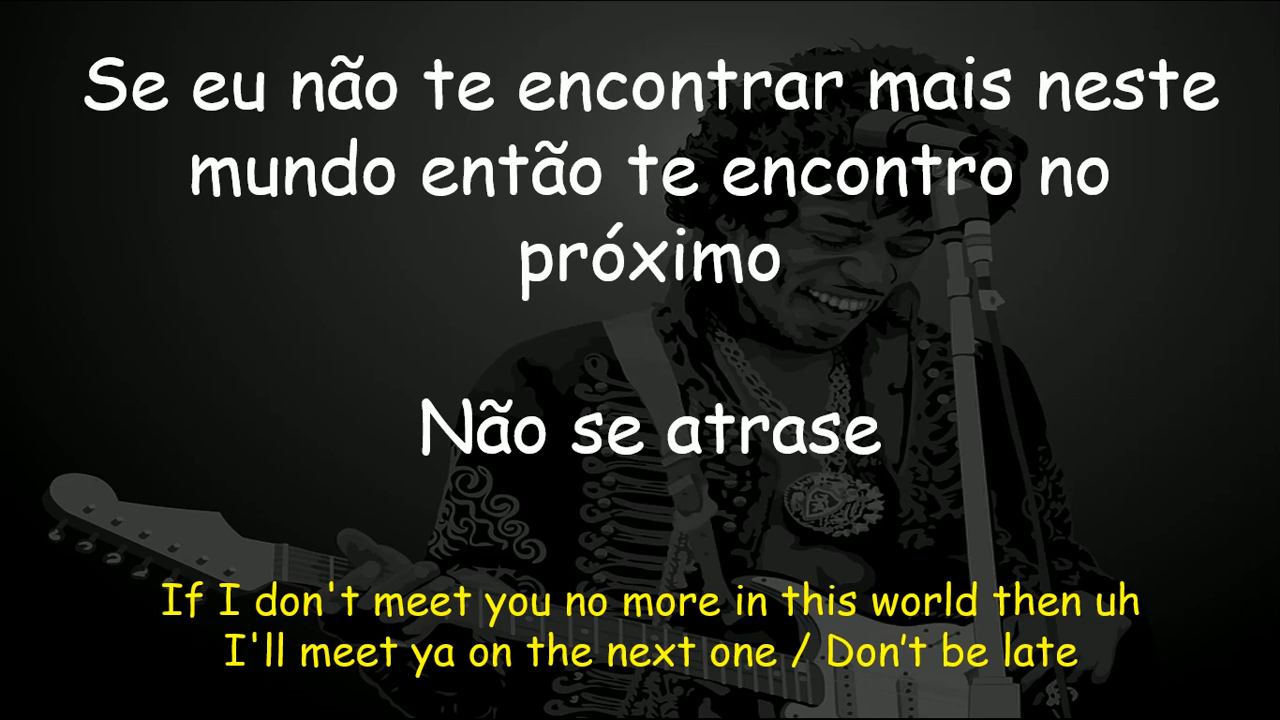 Se eu não te encontrar mais neste
mundo então te encontro no
próximo
Não se atrase
If I don't meet you no more in this world then uh
I'll meet ya on the next one / Don’t be late